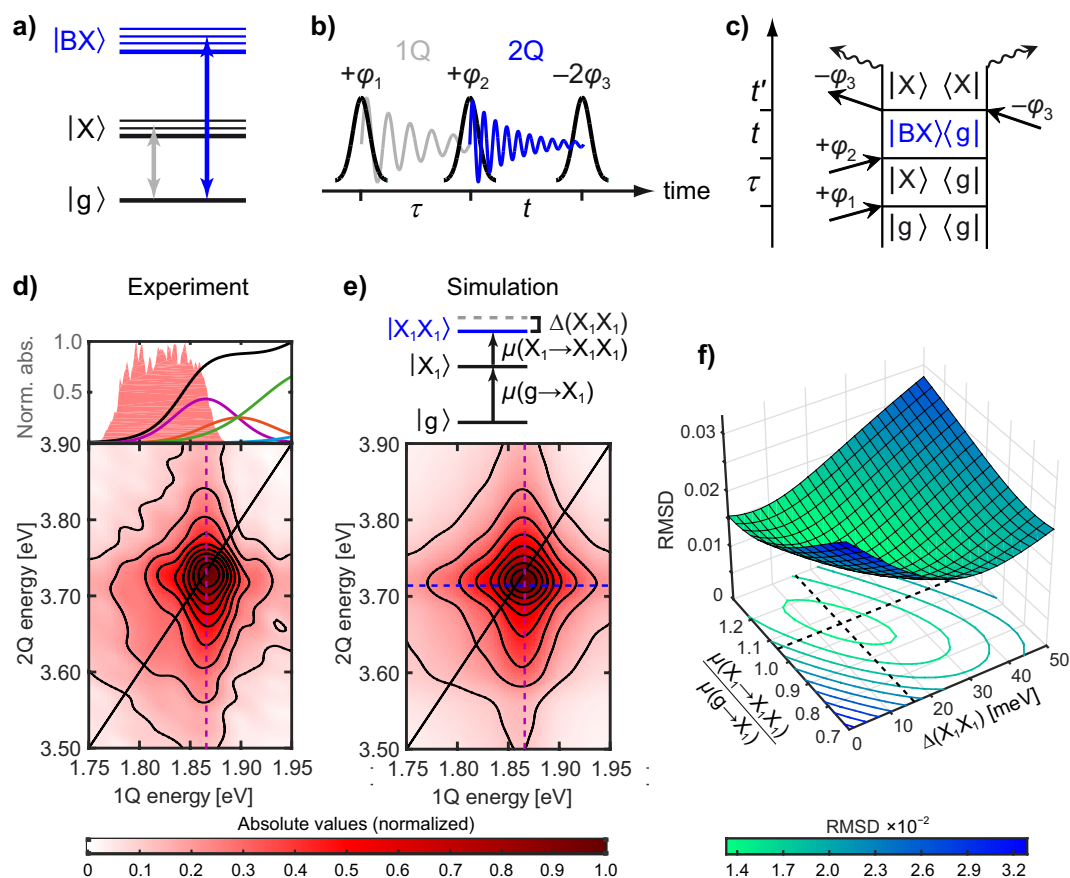 a)
|BX⟩
|X⟩
|g⟩
b)
1Q
2Q
+φ1
+φ2
−2φ3
τ
t
time
c)
t'
t
τ
−φ3
|X⟩ ⟨X|
−φ3
|BX⟩⟨g|
+φ2
|X⟩ ⟨g|
+φ1
|g⟩ ⟨g|
d)
Experiment
Norm. abs.
1.0
0.5
2Q energy [eV]
3.90
3.80
3.70
3.60
3.50
1.75 1.80 1.85 1.90 1.95
1Q energy [eV]
e)
Simulation
|X1X1⟩
Δ(X1X1)
μ(X1→X1X1)
|X1⟩
μ(g→X1)
|g⟩
2Q energy [eV]
3.90
3.80
3.70
3.60
3.50
1.75 1.80 1.85 1.90 1.95
1Q energy [eV]
f)
RMSD
0.03
0.02
0.01
0
1.2
1.1
1.0
0.9
0.8
0.7
μ(X1→X1X1)
μ(g→X1)
0 10 20 30 40 50
Δ(X1X1) [meV]
Absolute values (normalized)
0 0.1 0.2 0.3 0.4 0.5 0.6 0.7 0.8 0.9 1.0
RMSD ×10⁻²
1.4 1.7 2.0 2.3 2.6 2.9 3.2